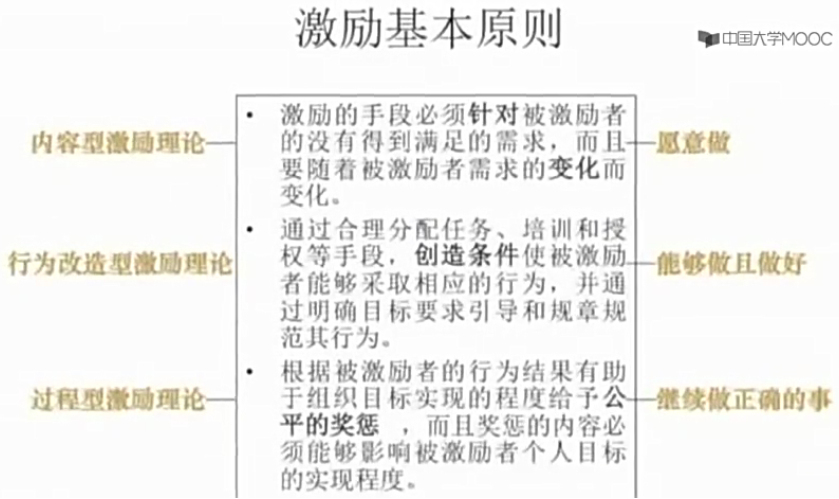 激励基本原则
中国大学MOOC
内容型激励理论
• 激励的手段必须针对被激励者
的没有得到满足的需求，而且
要随着被激励者需求的变化而
变化。
愿意做
行为改造型激励理论
• 通过合理分配任务、培训和授
权等手段，创造条件使被激励
者能够采取相应的行为，并通
过明确目标要求引导和规章规
范其行为。
能够做且做好
过程型激励理论
• 根据被激励者的行为结果有助
于组织目标实现的程度给予公
平的奖惩 ，而且奖惩的内容必
须能够影响被激励者个人目标
的实现程度。
继续做正确的事